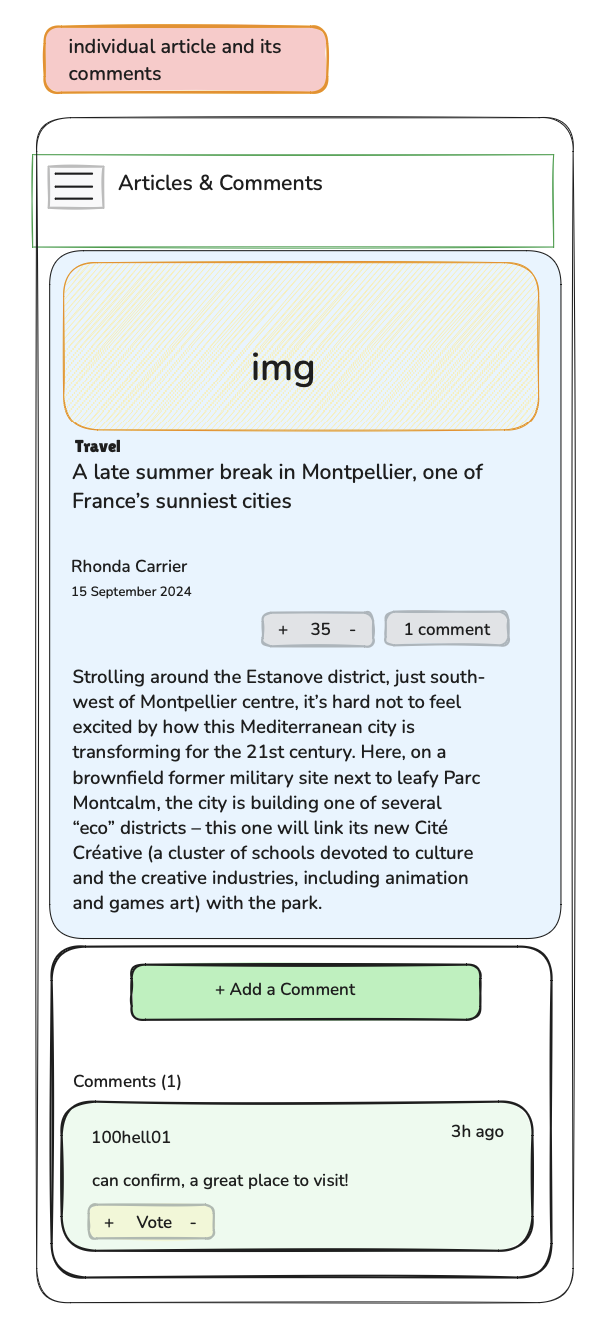 individual article and its
comments
Articles & Comments
img
Travel
A late summer break in Montpellier, one of
France’s sunniest cities
Rhonda Carrier
15 September 2024
+ 35 - 1 comment
Strolling around the Estanove district, just south-
west of Montpellier centre, it’s hard not to feel
excited by how this Mediterranean city is
transforming for the 21st century. Here, on a
brownfield former military site next to leafy Parc
Montcalm, the city is building one of several
“eco” districts – this one will link its new Cité
Créative (a cluster of schools devoted to culture
and the creative industries, including animation
and games art) with the park.
+ Add a Comment
Comments (1)
100hell01 3h ago
can confirm, a great place to visit!
+ Vote -